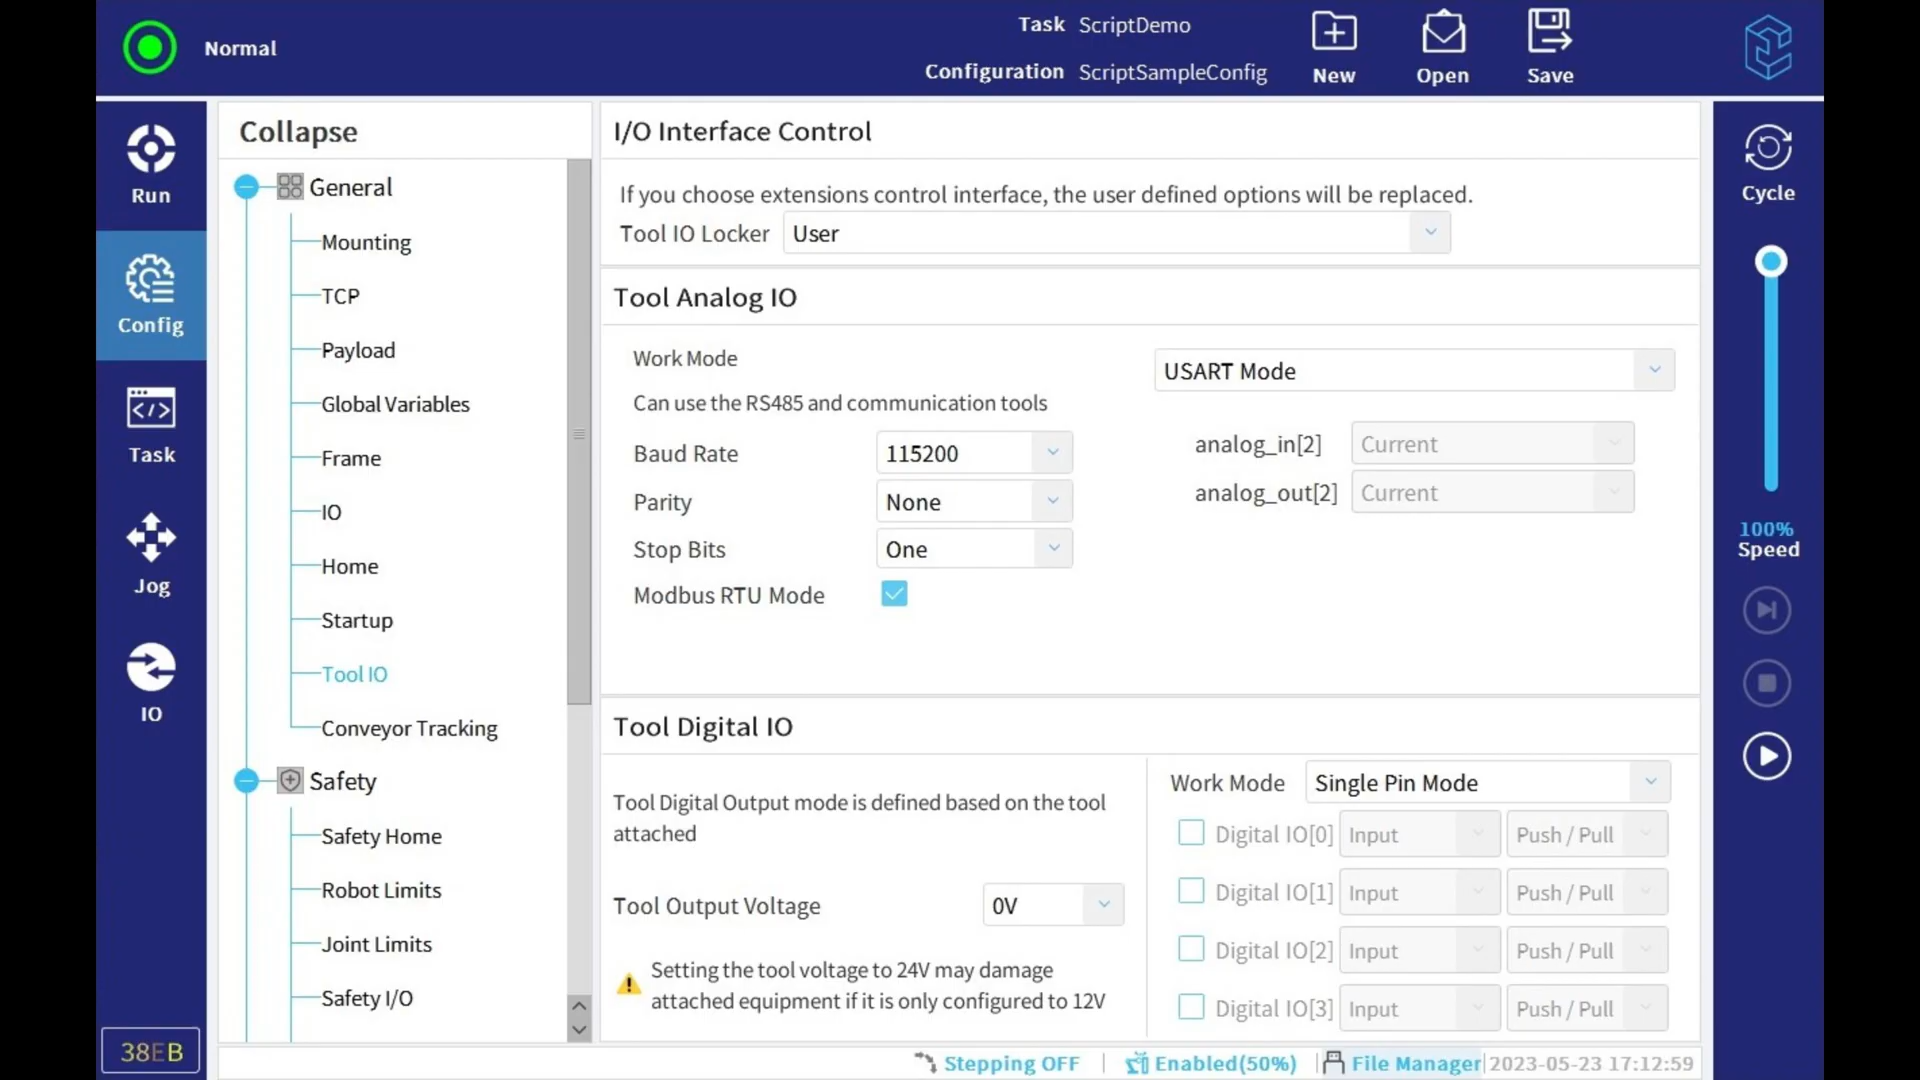 Normal
Task ScriptDemo
Configuration ScriptSampleConfig
New
Open
Save
Run
Config
Task
Jog
IO
38EB
Collapse
General
Mounting
TCP
Payload
Global Variables
Frame
IO
Home
Startup
Tool IO
Conveyor Tracking
Safety
Safety Home
Robot Limits
Joint Limits
Safety I/O
I/O Interface Control
If you choose extensions control interface, the user defined options will be replaced.
Tool IO Locker User
Tool Analog IO
Work Mode USART Mode
Can use the RS485 and communication tools
Baud Rate 115200
Parity None
Stop Bits One
Modbus RTU Mode
analog_in[2] Current
analog_out[2] Current
Tool Digital IO
Tool Digital Output mode is defined based on the tool
attached
Tool Output Voltage 0V
Setting the tool voltage to 24V may damage
attached equipment if it is only configured to 12V
Work Mode Single Pin Mode
Digital IO[0] Input Push / Pull
Digital IO[1] Input Push / Pull
Digital IO[2] Input Push / Pull
Digital IO[3] Input Push / Pull
Cycle
100%
Speed
Stepping OFF
Enabled(50%)
File Manager
2023-05-23 17:12:59